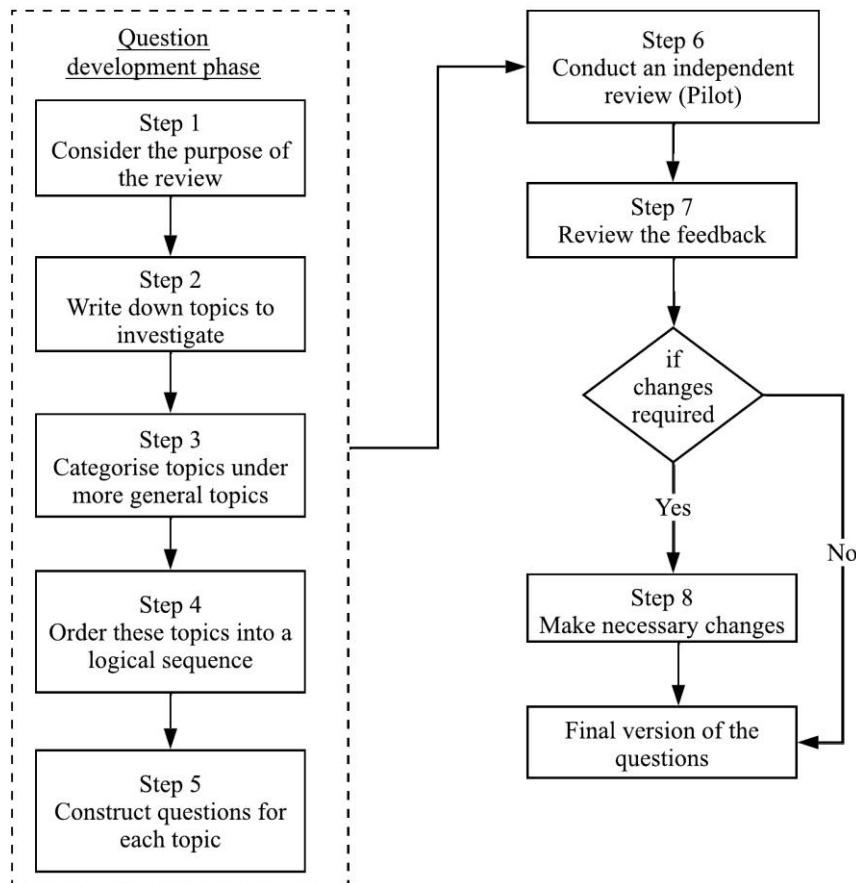 Question
development phase
Step 1
Consider the purpose of
the review
Step 2
Write down topics to
investigate
Step 3
Categorise topics under
more general topics
Step 4
Order these topics into a
logical sequence
Step 5
Construct questions for
each topic
Step 6
Conduct an independent
review (Pilot)
Step 7
Review the feedback
if
changes
required
Yes
No
Step 8
Make necessary changes
Final version of the
questions